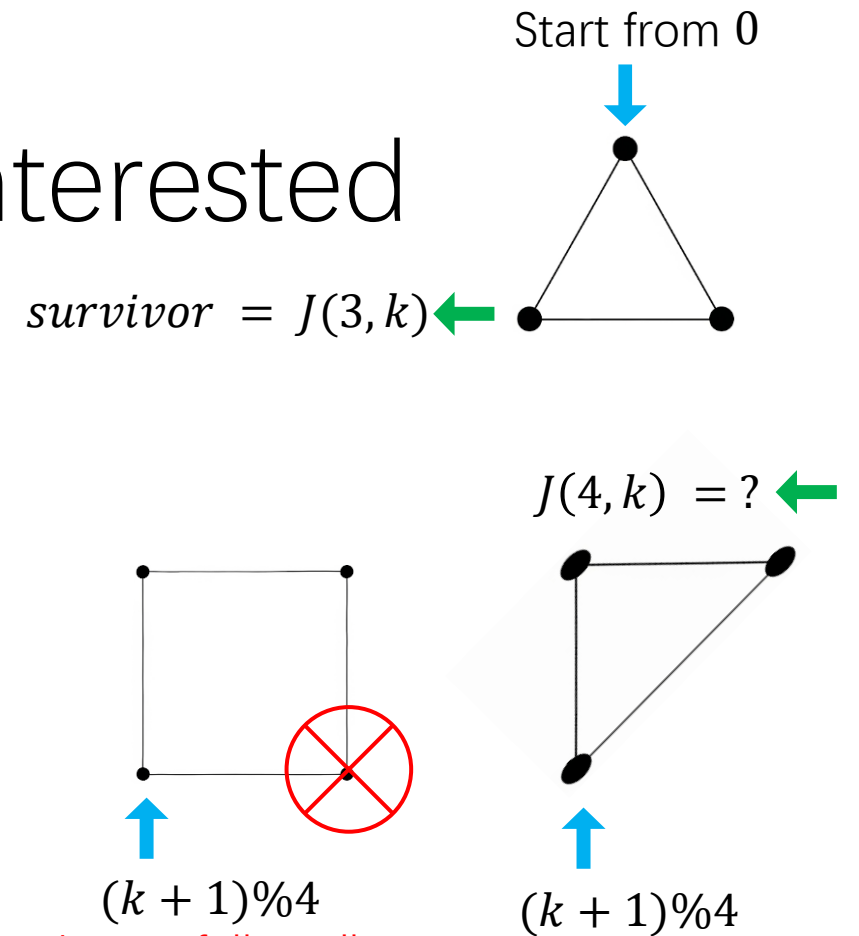 Start from 0
nterested
survivor = J(3, k)
J(4, k) = ?
(k + 1)%4
(k + 1)%4